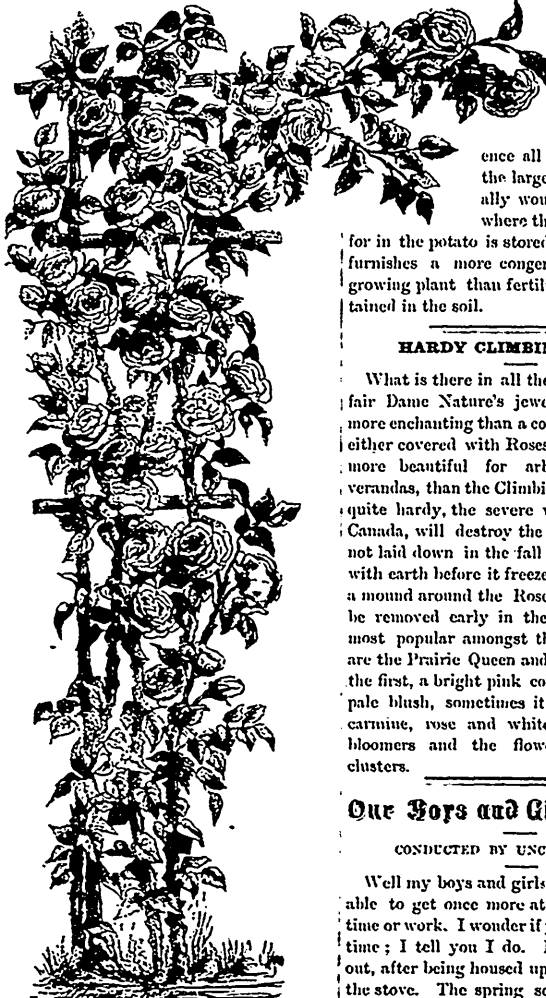 ence all
the large
ally wou
where th
for in the potato is stored
furnishes a more conger
growing plant than fertil
tained in the soil.
HARDY CLIMBI
What is there in all the
fair Dame Nature's jewe
more enchanting than a co
either covered with Roses
more beautiful for arb
verandas, than the Climbi
quite hardy, the severe w
Canada, will destroy the
not laid down in the fall
with earth before it freeze
a mound around the Rose
be removed early in the
most popular amongst th
are the Prairie Queen and
the first, a bright pink co
pale blush, sometimes it
carmine, rose and white
bloomers and the flow
clusters.
Our Boys and Gi
CONDUCTED BY UNC
Well my boys and girls
able to get once more at
time or work. I wonder if
time; I tell you I do.
out, after being housed up
the stove. The spring se